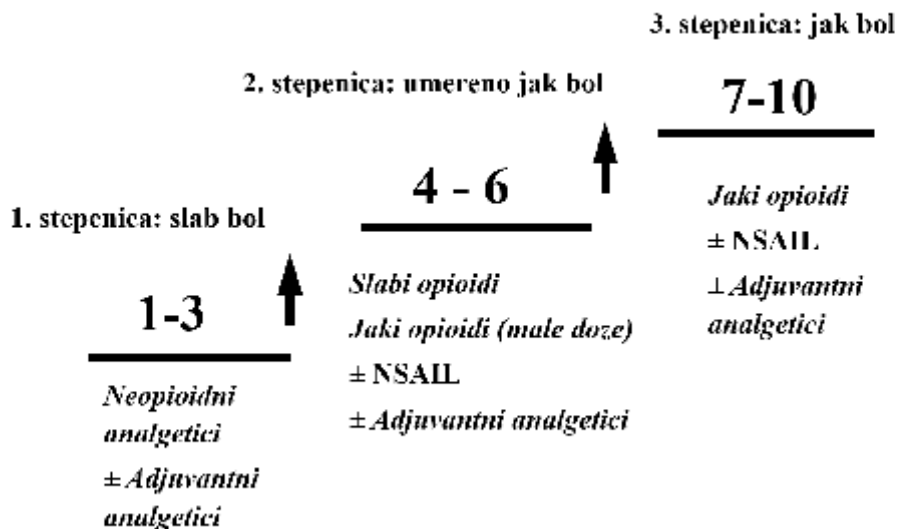 1. stepenica: slab bol
1-3
Neopioidni
analgetici
± Adjuvantni
analgetici
2. stepenica: umereno jak bol
4 - 6
Slabi opioidi
Jaki opioidi (male doze)
± NSAIL
± Adjuvantni analgetici
3. stepenica: jak bol
7-10
Jaki opioidi
± NSAIL
± Adjuvantni
analgetici